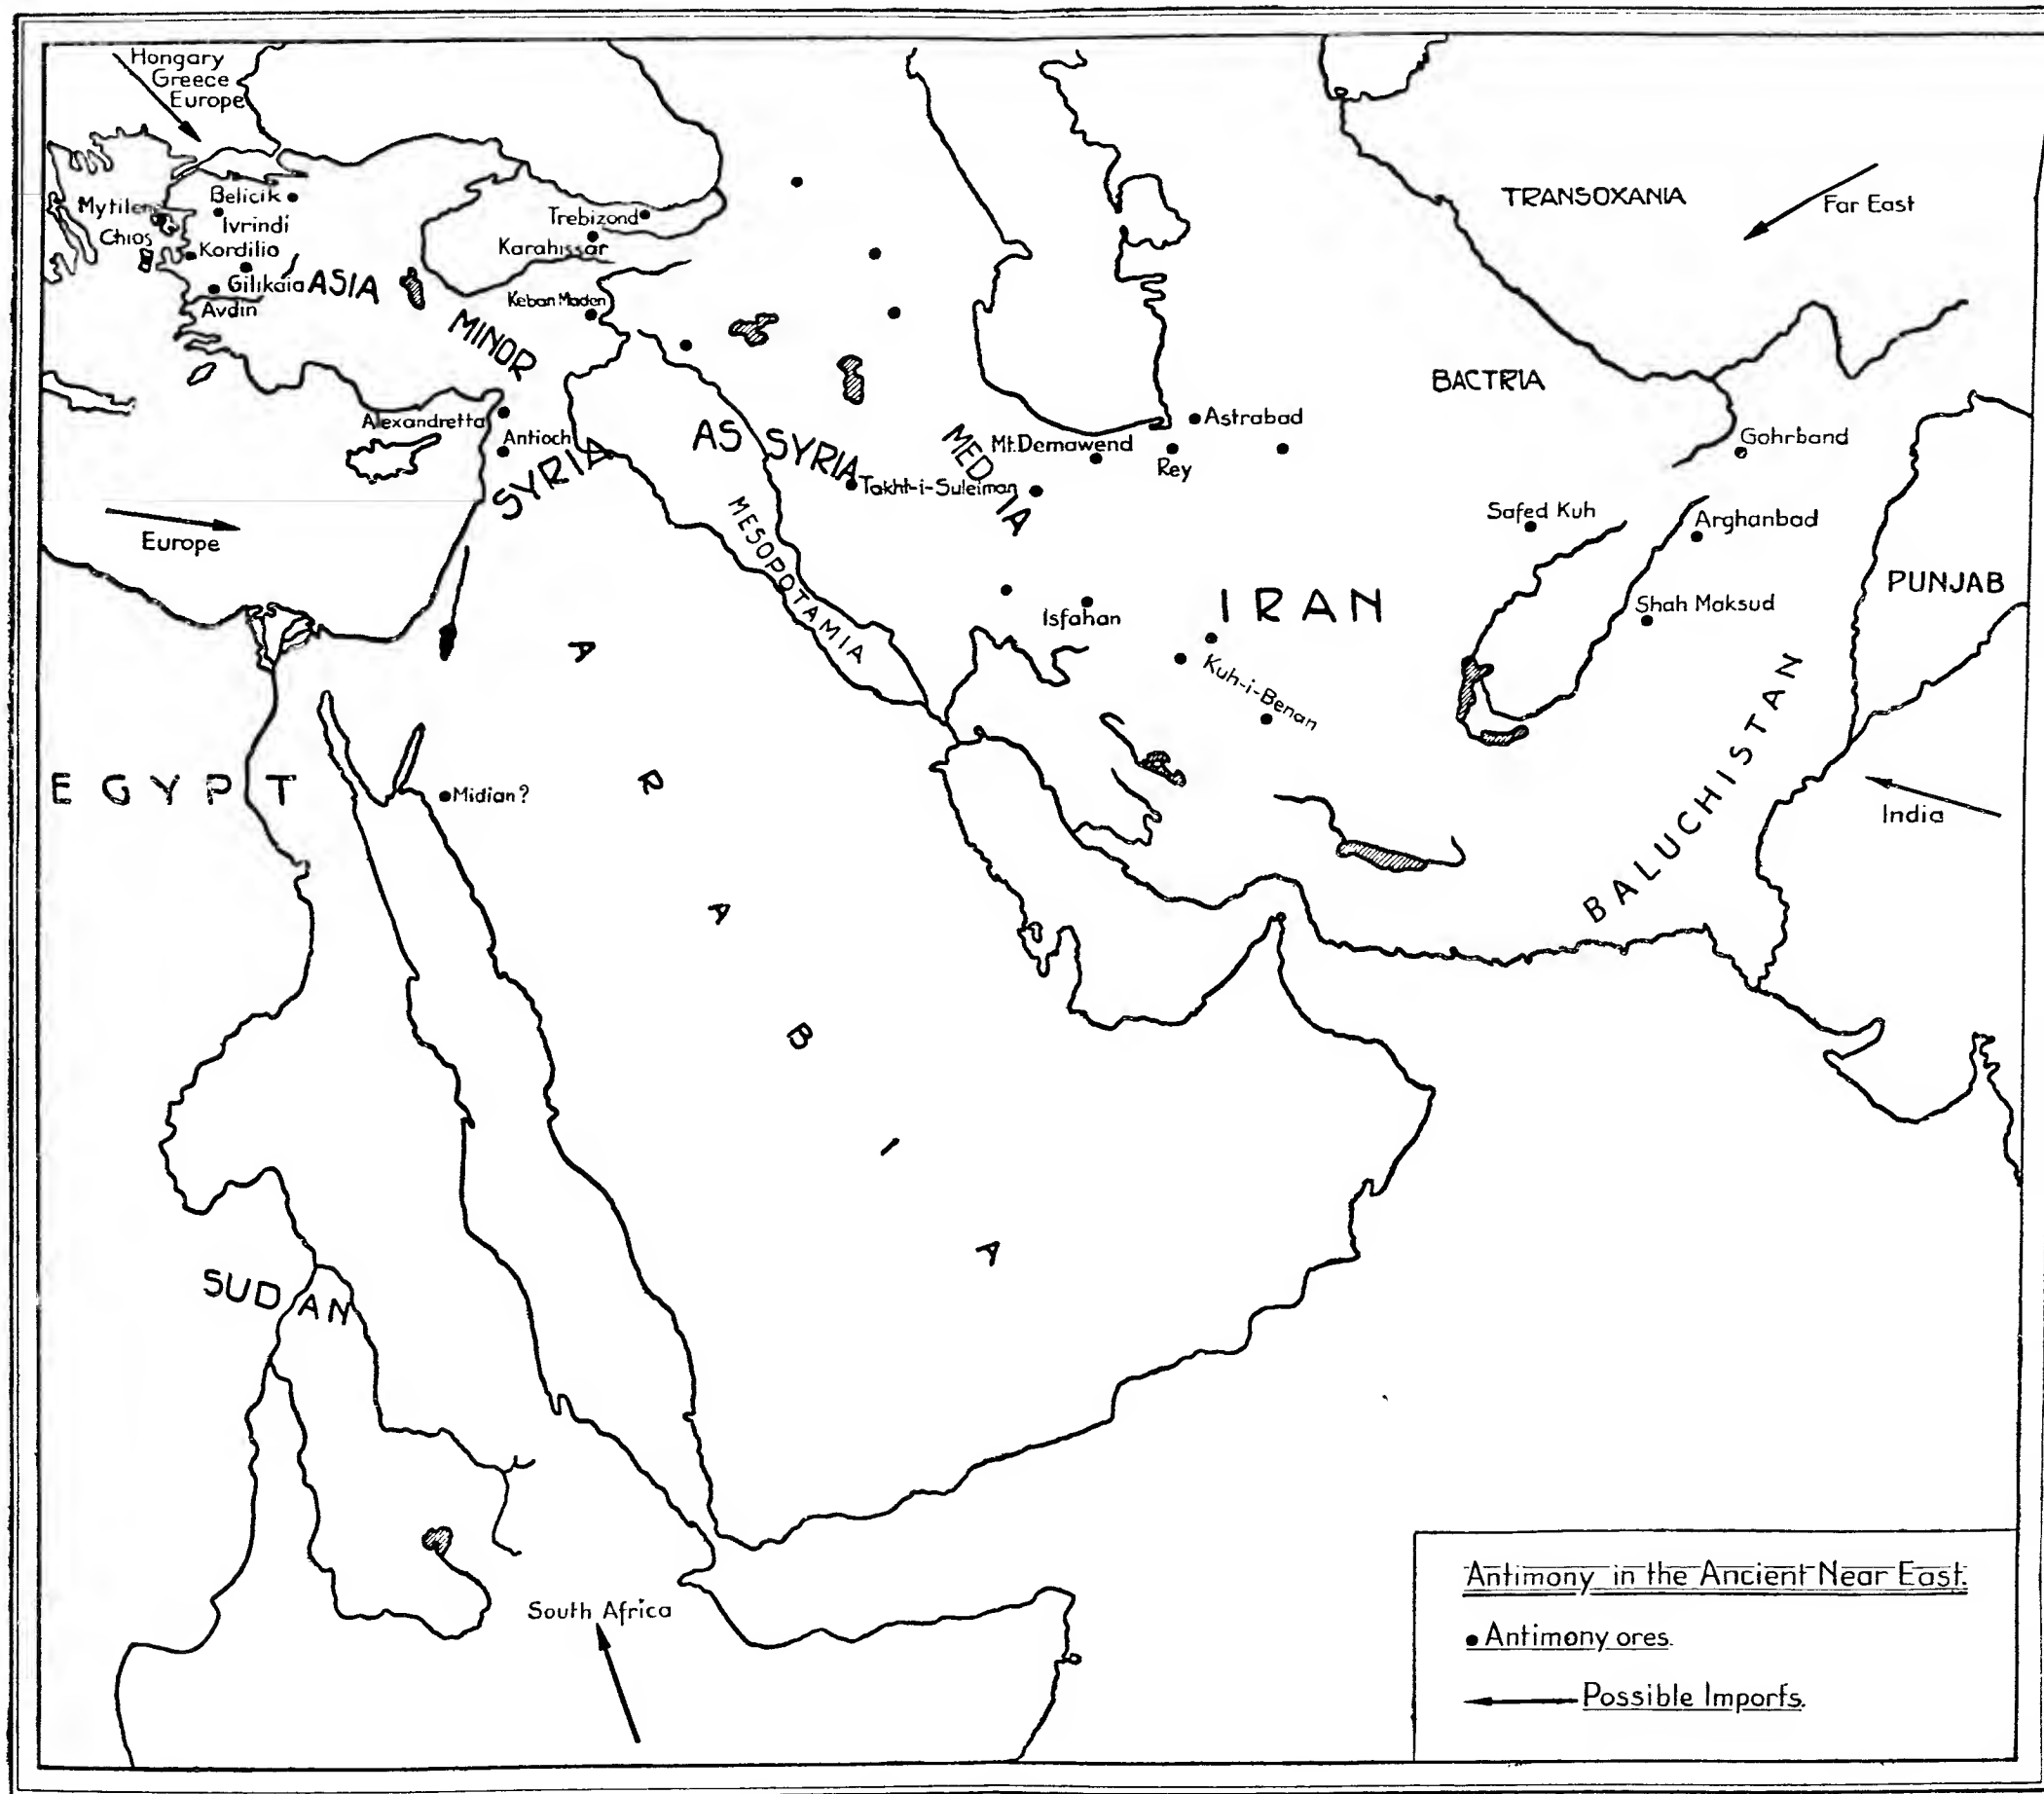 Hongary
Greece
Europe
Mytilene
Chios
Belicik
Ivrindi
Kordilio
Gilikaia
Avdin
ASIA
MINOR
Trebizond
Karahissar
Keban Maden
Alexandretta
Antioch
SYRIA
ASSYRIA
MESOPOTAMIA
MEDIA
Takht-i-Suleiman
Mt. Demawend
Astrabad
Rey
TRANSOXANIA
Far East
BACTRIA
Gohrband
Safed Kuh
Arghanbad
Shah Maksud
PUNJAB
IRAN
Isfahan
Kuh-i-Benan
BALUCHISTAN
India
Europe
EGYPT
Midian?
ARABIA
SUDAN
South Africa
Antimony in the Ancient Near East.
Antimony ores.
Possible Imports.